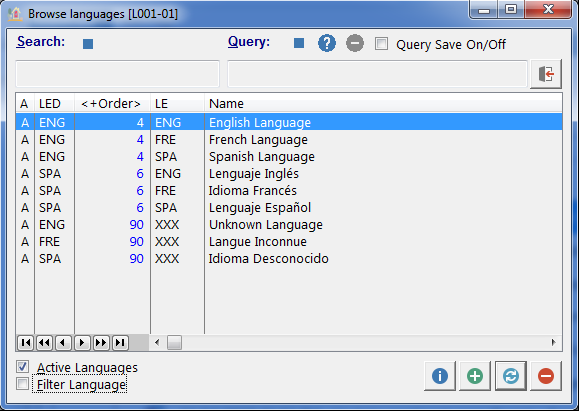 Browse languages [L001-01]
Search: Query: ? Query Save On/Off
A LED <+Order> LE Name
A ENG 4 ENG English Language
A ENG 4 FRE French Language
A ENG 4 SPA Spanish Language
A SPA 6 ENG Lenguaje Inglés
A SPA 6 FRE Idioma Francés
A SPA 6 SPA Lenguaje Español
A ENG 90 XXX Unknown Language
A FRE 90 XXX Langue Inconnue
A SPA 90 XXX Idioma Desconocido
Active Languages
Filter Language